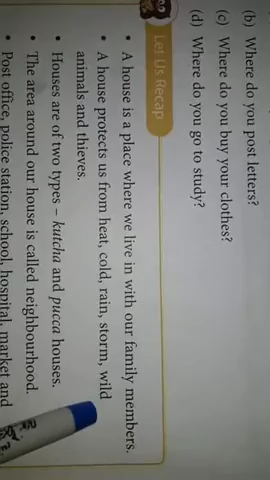 (b) Where do you post letters?
(c) Where do you buy your clothes?
(d) Where do you go to study?
Let Us Recap
• A house is a place where we live in with our family members.
• A house protects us from heat, cold, rain, storm, wild
animals and thieves.
• Houses are of two types – kutcha and pucca houses.
• The area around our house is called neighbourhood.
• Post office, police station, school, hospital, market and